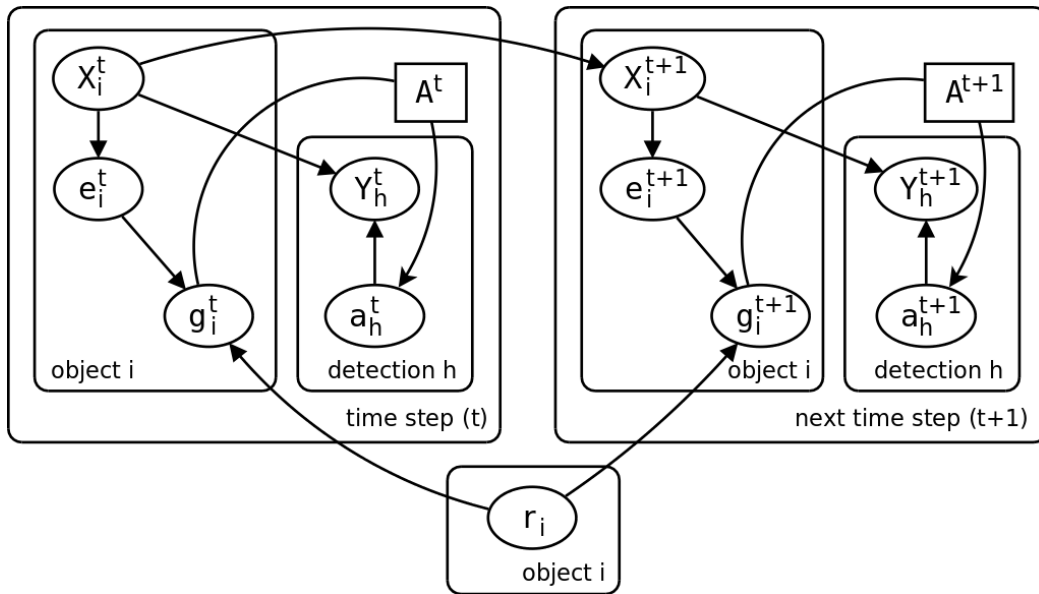 X_i^t
A^t
e_i^t
Y_h^t
g_i^t
a_h^t
object i
detection h
time step (t)
X_i^{t+1}
A^{t+1}
e_i^{t+1}
Y_h^{t+1}
g_i^{t+1}
a_h^{t+1}
object i
detection h
next time step (t+1)
r_i
object i